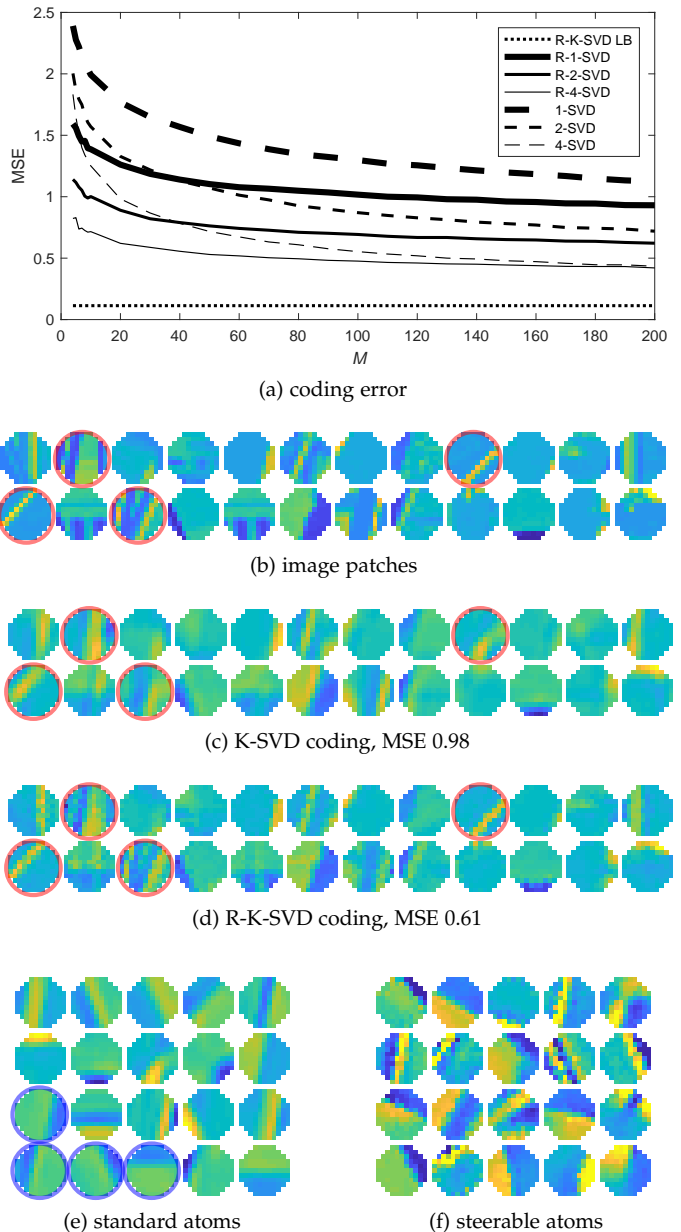 2.5
2
1.5
1
0.5
0
MSE
0 20 40 60 80 100 120 140 160 180 200
M
R-K-SVD LB
R-1-SVD
R-2-SVD
R-4-SVD
1-SVD
2-SVD
4-SVD
(a) coding error
(b) image patches
(c) K-SVD coding, MSE 0.98
(d) R-K-SVD coding, MSE 0.61
(e) standard atoms
(f) steerable atoms